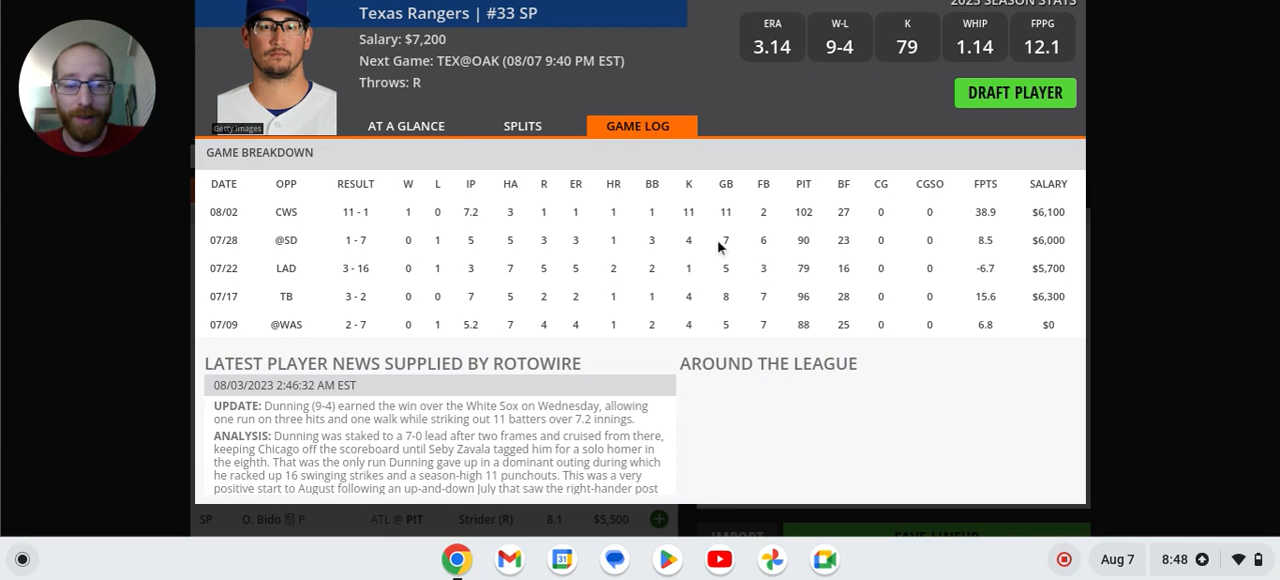 2023 SEASON STATS
Texas Rangers | #33 SP
Salary: $7,200
Next Game: TEX@OAK (08/07 9:40 PM EST)
Throws: R
ERA W-L K WHIP FPPG
3.14 9-4 79 1.14 12.1
DRAFT PLAYER
Getty Images
AT A GLANCE SPLITS GAME LOG
GAME BREAKDOWN
DATE OPP RESULT W L IP HA R ER HR BB K GB FB PIT BF CG CGSO FPTS SALARY
08/02 CWS 11 - 1 1 0 7.2 3 1 1 1 1 11 11 2 102 27 0 0 38.9 $6,100
07/28 @SD 1 - 7 0 1 5 5 3 3 1 3 4 7 6 90 23 0 0 8.5 $6,000
07/22 LAD 3 - 16 0 1 3 7 5 5 2 2 1 5 3 79 16 0 0 -6.7 $5,700
07/17 TB 3 - 2 0 0 7 5 2 2 1 1 4 8 7 96 28 0 0 15.6 $6,300
07/09 @WAS 2 - 7 0 1 5.2 7 4 4 1 2 4 5 7 88 25 0 0 6.8 $0
LATEST PLAYER NEWS SUPPLIED BY ROTOWIRE
AROUND THE LEAGUE
08/03/2023 2:46:32 AM EST
UPDATE: Dunning (9-4) earned the win over the White Sox on Wednesday, allowing
one run on three hits and one walk while striking out 11 batters over 7.2 innings.
ANALYSIS: Dunning was staked to a 7-0 lead after two frames and cruised from there,
keeping Chicago off the scoreboard until Seby Zavala tagged him for a solo homer in
the eighth. That was the only run Dunning gave up in a dominant outing during which
he racked up 16 swinging strikes and a season-high 11 punchouts. This was a very
positive start to August following an up-and-down July that saw the right-hander post
SP O. Bido P ATL @ PIT Strider (R) 8.1 $5,500
IMPORT SAVE LINEUP
31
Aug 7 8:48